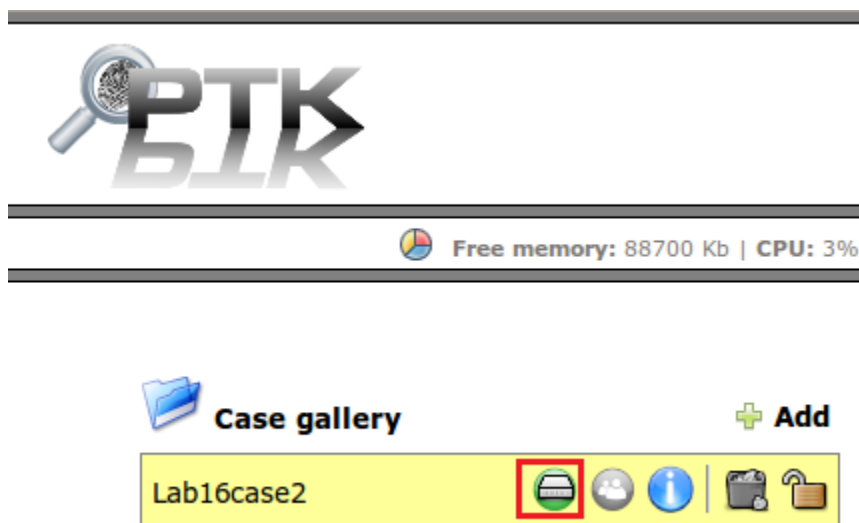 PTK
Free memory: 88700 Kb | CPU: 3%
Case gallery
Add
Lab16case2